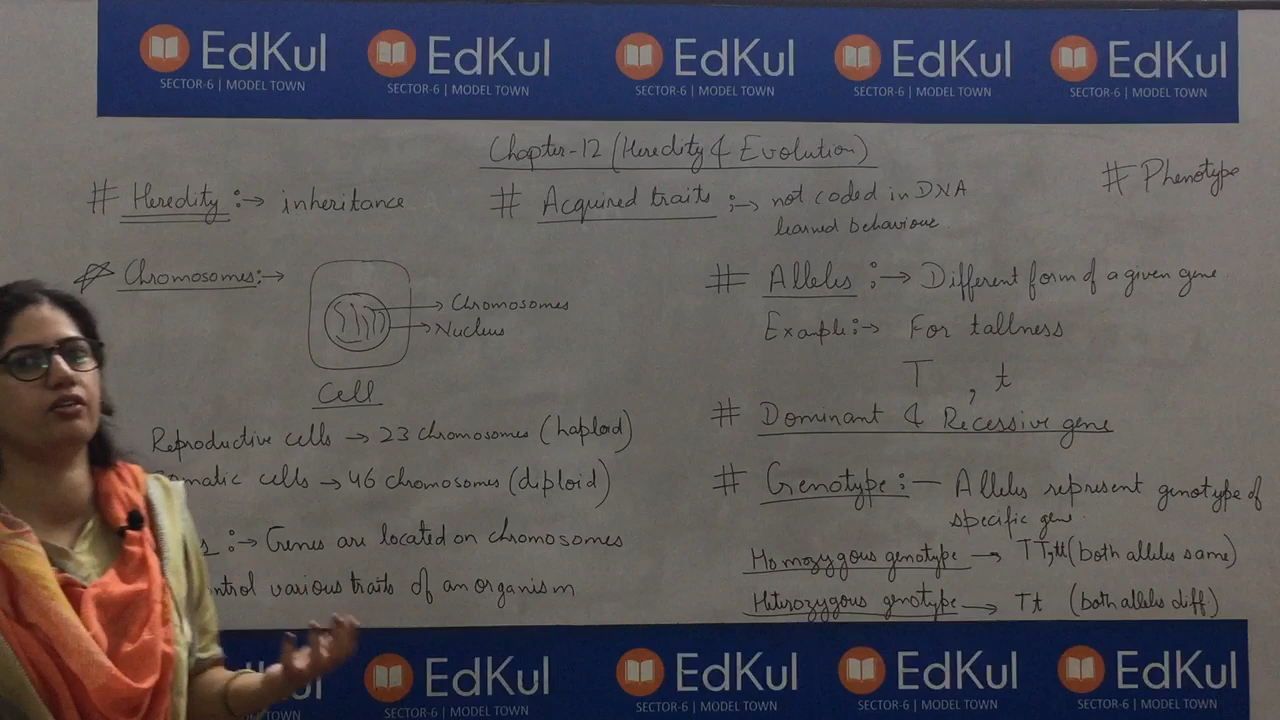 EdKul EdKul EdKul EdKul EdKul
SECTOR-6 | MODEL TOWN SECTOR-6 | MODEL TOWN SECTOR-6 | MODEL TOWN SECTOR-6 | MODEL TOWN SECTOR-6 | MODEL TOWN
Chapter-12 (Heredity & Evolution)
# Phenotype
# Heredity :→ inheritance
# Acquired traits :→ not coded in DNA
learned behaviour
Chromosomes:→
Chromosomes
Nucleus
Cell
Reproductive cells → 23 chromosomes (haploid)
matic cells → 46 chromosomes (diploid)
s :→ Genes are located on chromosomes
ntrol various traits of an organism
# Alleles :→ Different form of a given gene
Example:→ For tallness
T , t
# Dominant & Recessive gene
# Genotype :— Alleles represent genotype of
specific gene.
Homozygous genotype → TT, tt (both alleles same)
Heterozygous genotype → Tt (both alleles diff)
EdKul EdKul EdKul EdKul
TOWN SECTOR-6 | MODEL TOWN SECTOR-6 | MODEL TOWN SECTOR-6 | MODEL TOWN SECTOR-6 | MODEL TOWN